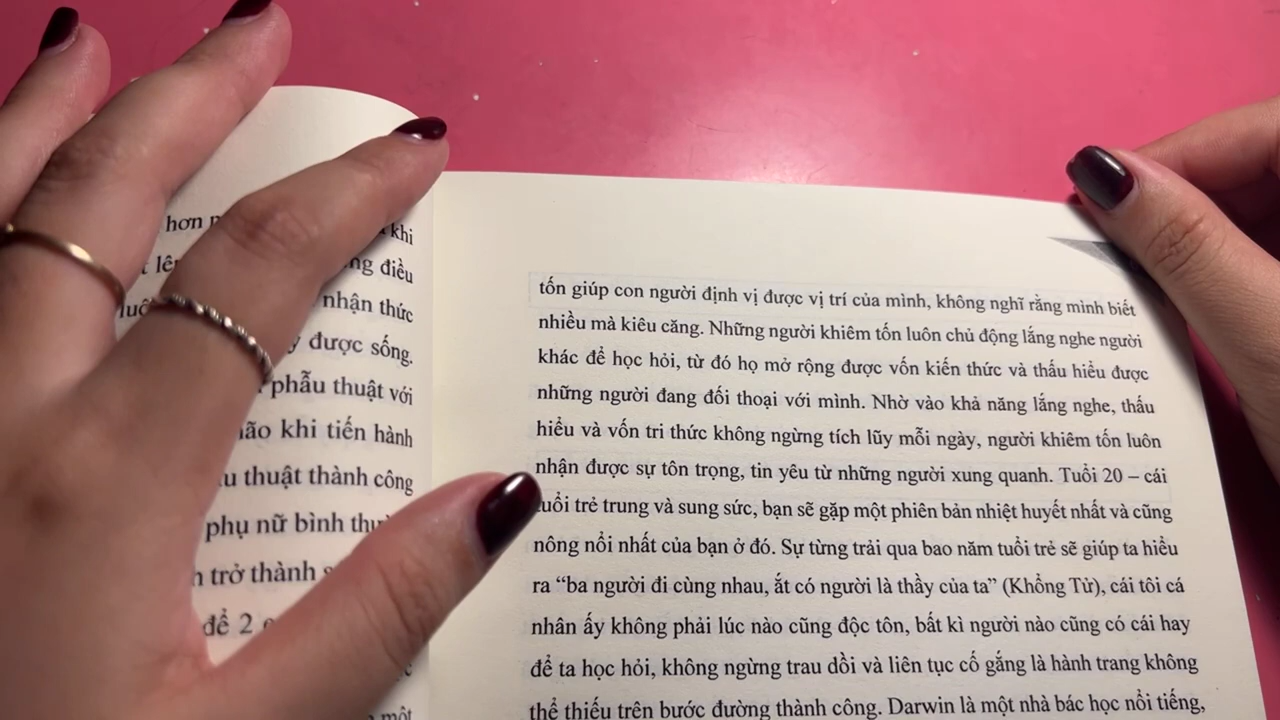 hơn
khi
điều
nhận thức
được sống.
phẫu thuật với
khi tiến hành
thuật thành công
phụ nữ bình
trở thành
để 2
một
tốn giúp con người định vị được vị trí của mình, không nghĩ rằng mình biết
nhiều mà kiêu căng. Những người khiêm tốn luôn chủ động lắng nghe người
khác để học hỏi, từ đó họ mở rộng được vốn kiến thức và thấu hiểu được
những người đang đối thoại với mình. Nhờ vào khả năng lắng nghe, thấu
hiểu và vốn tri thức không ngừng tích lũy mỗi ngày, người khiêm tốn luôn
nhận được sự tôn trọng, tin yêu từ những người xung quanh. Tuổi 20 – cái
tuổi trẻ trung và sung sức, bạn sẽ gặp một phiên bản nhiệt huyết nhất và cũng
nông nổi nhất của bạn ở đó. Sự từng trải qua bao năm tuổi trẻ sẽ giúp ta hiểu
ra “ba người đi cùng nhau, ắt có người là thầy của ta” (Khổng Tử), cái tôi cá
nhân ấy không phải lúc nào cũng độc tôn, bất kì người nào cũng có cái hay
để ta học hỏi, không ngừng trau dồi và liên tục cố gắng là hành trang không
thể thiếu trên bước đường thành công. Darwin là một nhà bác học nổi tiếng,